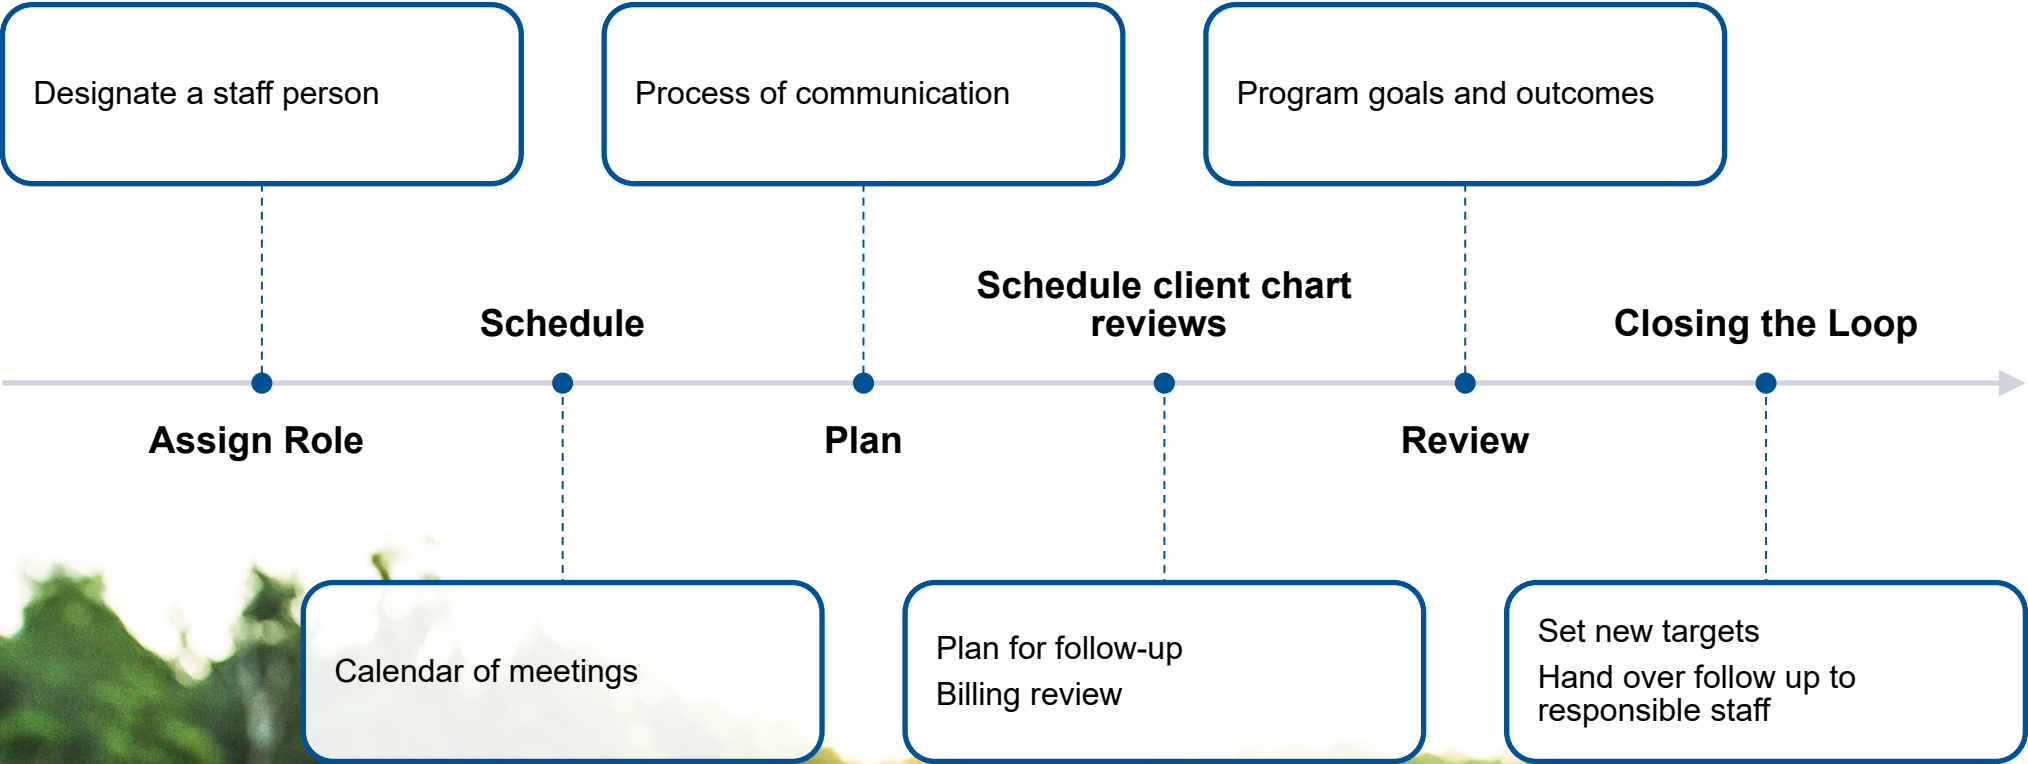 Designate a staff person
Process of communication
Program goals and outcomes
Schedule
Schedule client chart
reviews
Closing the Loop
Assign Role
Plan
Review
Calendar of meetings
Plan for follow-up
Billing review
Set new targets
Hand over follow up to
responsible staff